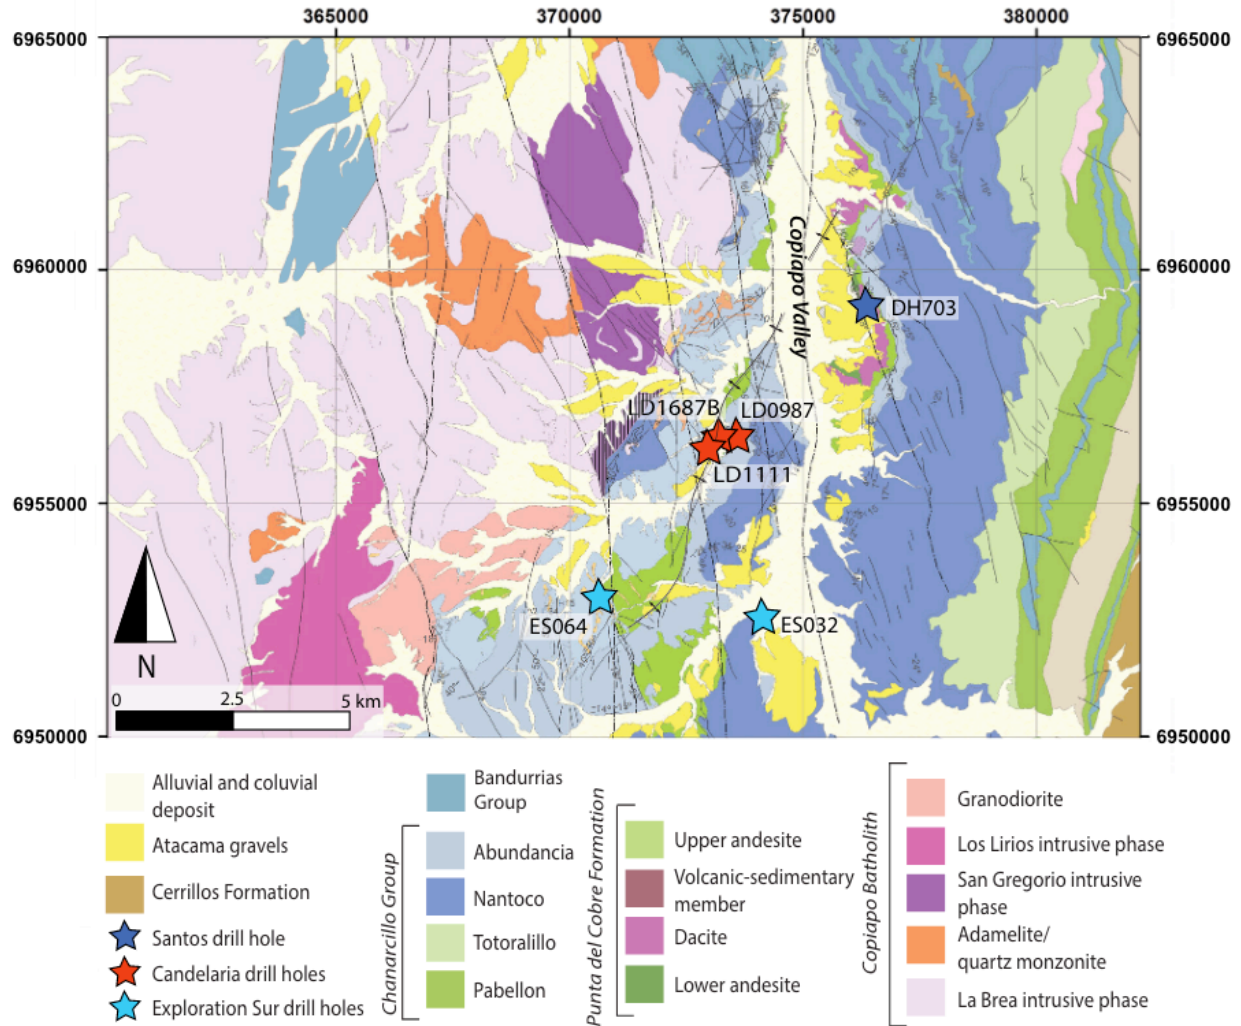 365000 370000 375000 380000
6965000 6965000
6960000 6960000
6955000 6955000
6950000 6950000
Copiapo Valley
DH703
LD1687B LD0987
LD1111
ES064 ES032
N
0 2.5 5 km
Alluvial and coluvial
deposit
Atacama gravels
Cerrillos Formation
Santos drill hole
Candelaria drill holes
Exploration Sur drill holes
Bandurrias
Group
Chanarcillo Group
Abundancia
Nantoco
Totoralillo
Pabellon
Punta del Cobre Formation
Upper andesite
Volcanic-sedimentary
member
Dacite
Lower andesite
Copiapo Batholith
Granodiorite
Los Lirios intrusive phase
San Gregorio intrusive
phase
Adamelite/
quartz monzonite
La Brea intrusive phase